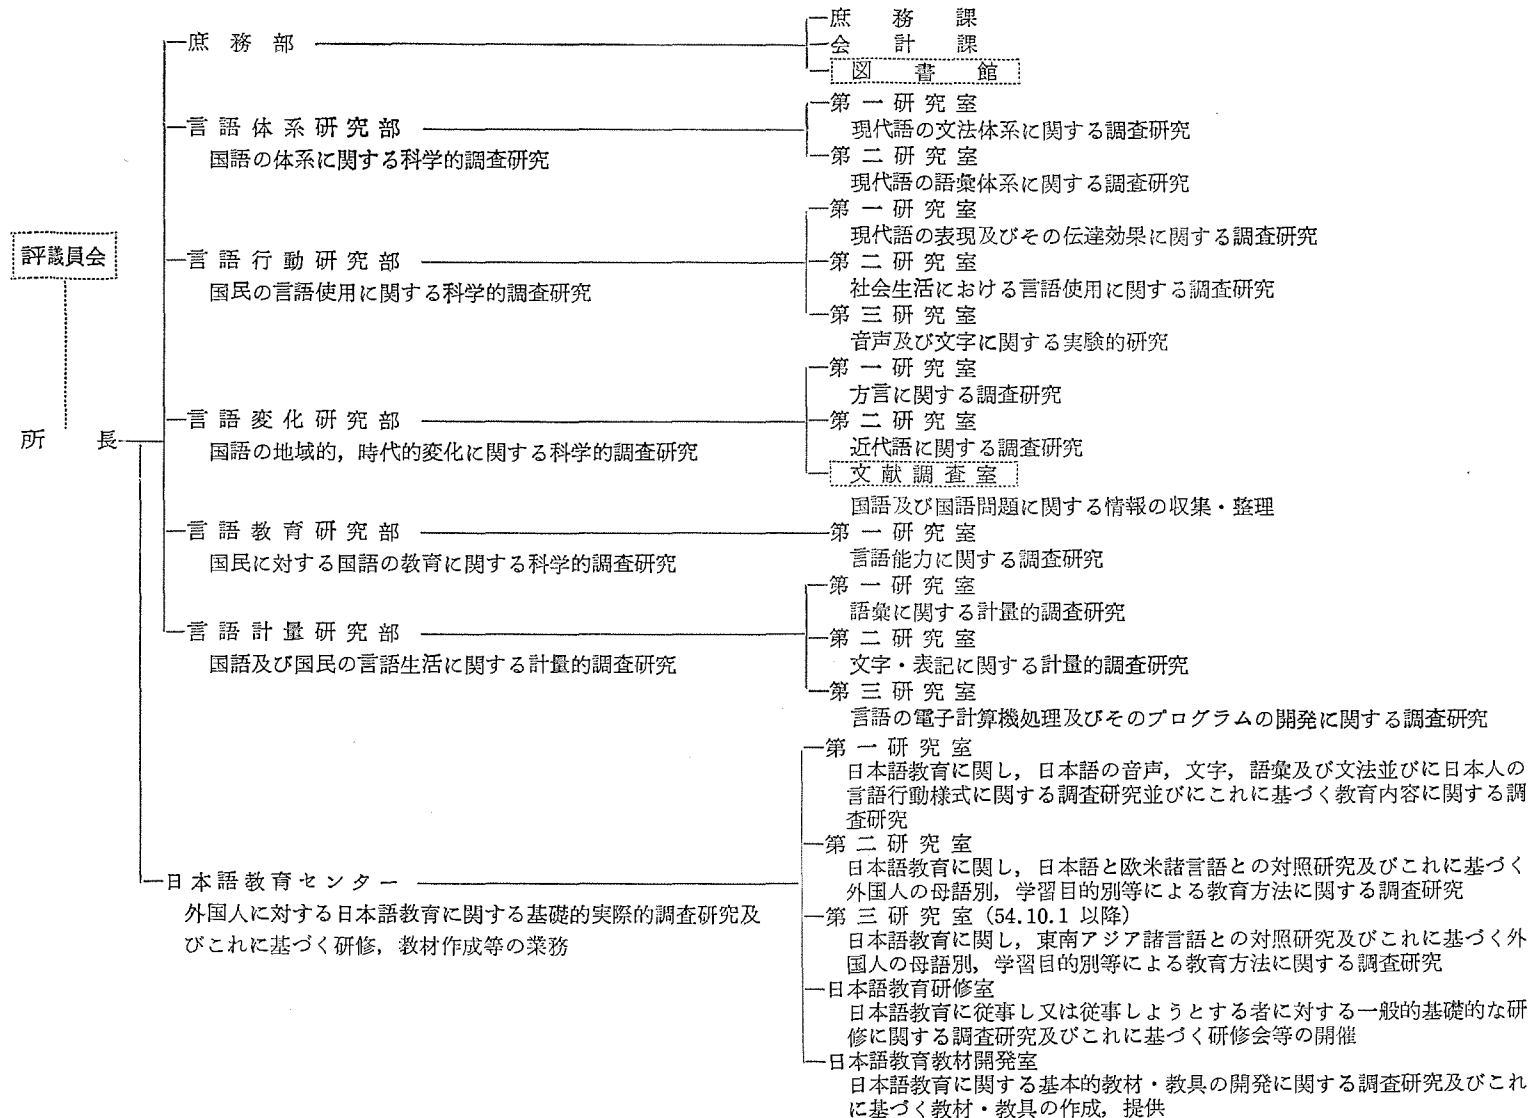 評議員会
所長
庶務部
庶務課
会計課
図書館
言語体系研究部
国語の体系に関する科学的調査研究
第一研究室
現代語の文法体系に関する調査研究
第二研究室
現代語の語彙体系に関する調査研究
言語行動研究部
国民の言語使用に関する科学的調査研究
第一研究室
現代語の表現及びその伝達効果に関する調査研究
第二研究室
社会生活における言語使用に関する調査研究
第三研究室
音声及び文字に関する実験的研究
言語変化研究部
国語の地域的，時代的変化に関する科学的調査研究
第一研究室
方言に関する調査研究
第二研究室
近代語に関する調査研究
文献調査室
国語及び国語問題に関する情報の収集・整理
言語教育研究部
国民に対する国語の教育に関する科学的調査研究
第一研究室
言語能力に関する調査研究
言語計量研究部
国語及び国民の言語生活に関する計量的調査研究
第一研究室
語彙に関する計量的調査研究
第二研究室
文字・表記に関する計量的調査研究
第三研究室
言語の電子計算機処理及びそのプログラムの開発に関する調査研究
日本語教育センター
外国人に対する日本語教育に関する基礎的実際的調査研究及
びこれに基づく研修，教材作成等の業務
第一研究室
日本語教育に関し，日本語の音声，文字，語彙及び文法並びに日本人の
言語行動様式に関する調査研究並びにこれに基づく教育内容に関する調
査研究
第二研究室
日本語教育に関し，日本語と欧米諸言語との対照研究及びこれに基づく
外国人の母語別，学習目的別等による教育方法に関する調査研究
第三研究室（54.10.1 以降）
日本語教育に関し，東南アジア諸言語との対照研究及びこれに基づく外
国人の母語別，学習目的別等による教育方法に関する調査研究
日本語教育研修室
日本語教育に従事し又は従事しようとする者に対する一般的基礎的な研
修に関する調査研究及びこれに基づく研修会等の開催
日本語教育教材開発室
日本語教育に関する基本的教材・教具の開発に関する調査研究及びこれ
に基づく教材・教具の作成，提供